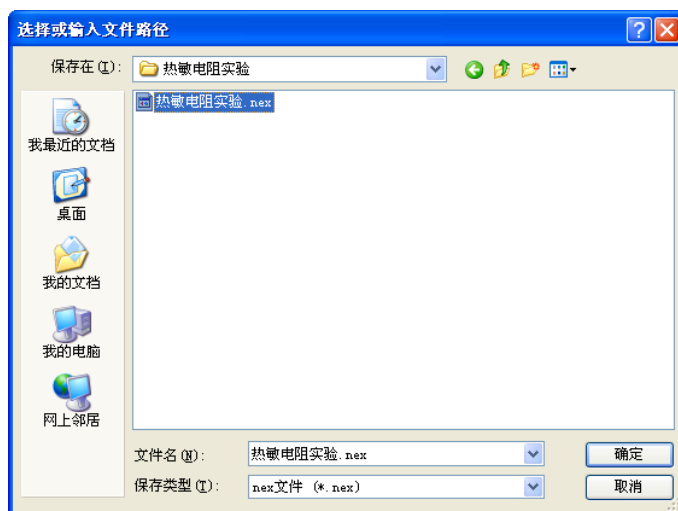 选择或输入文件路径
保存在(I): 热敏电阻实验
热敏电阻实验.nex
我最近的文档
桌面
我的文档
我的电脑
网上邻居
文件名(N): 热敏电阻实验.nex 确定
保存类型(T): nex文件 (*.nex) 取消